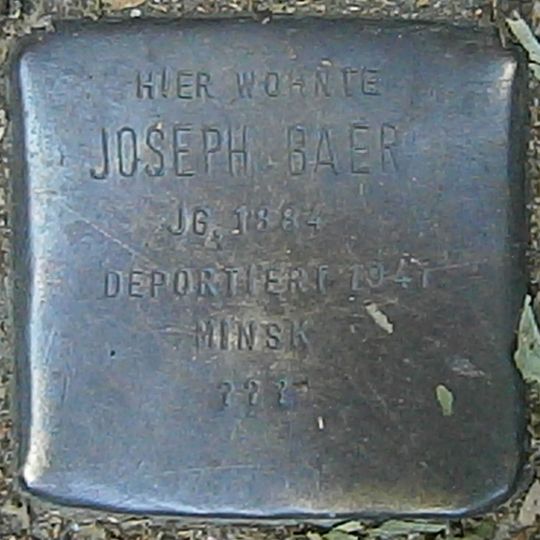 HIER WOHNTE
JOSEPH BAER
JG. 1884
DEPORTIERT 1941
MINSK
???